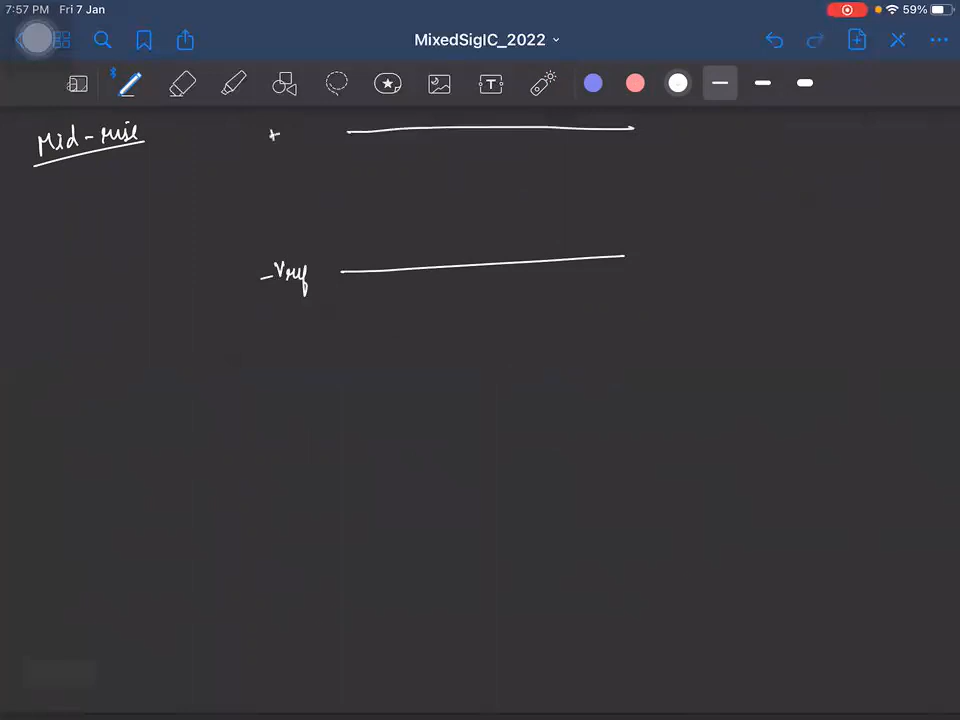 7:57 PM Fri 7 Jan 59%
MixedSigIC_2022
T
Mid-rise
+
-Vref